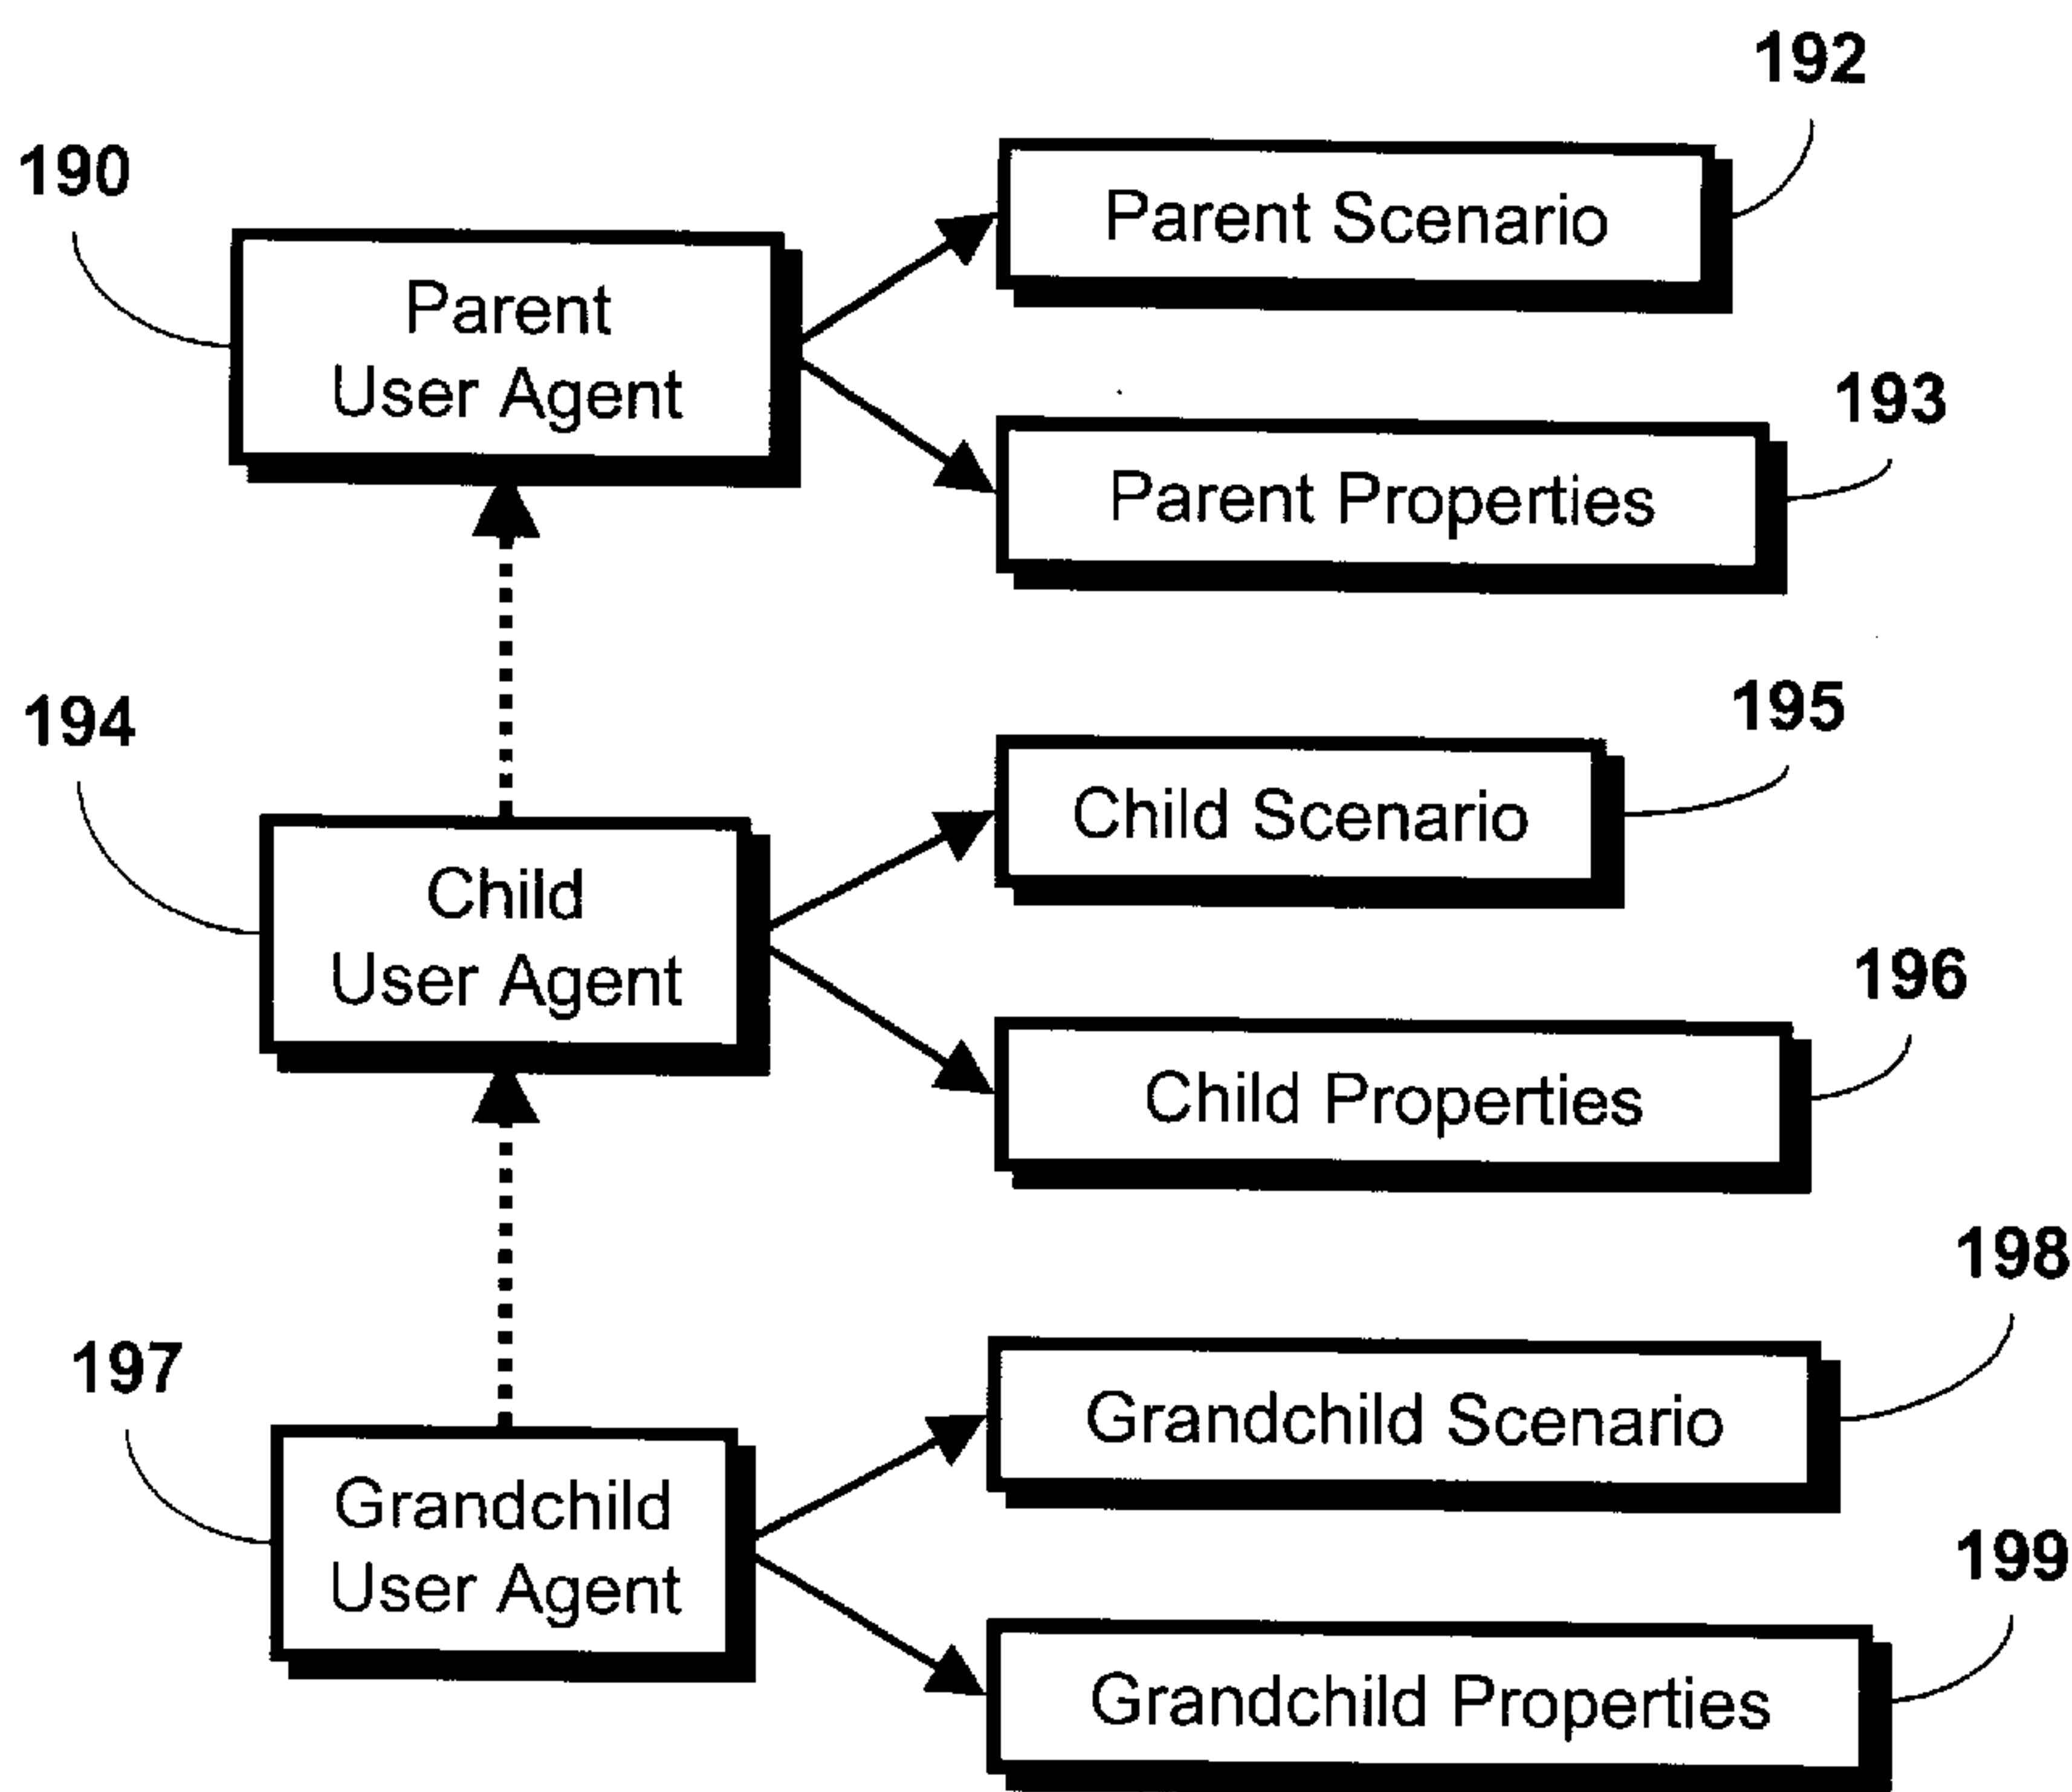 192
190
Parent Scenario
Parent
User Agent
193
Parent Properties
195
194
Child Scenario
Child
User Agent
196
Child Properties
198
197
Grandchild Scenario
Grandchild
User Agent
199
Grandchild Properties